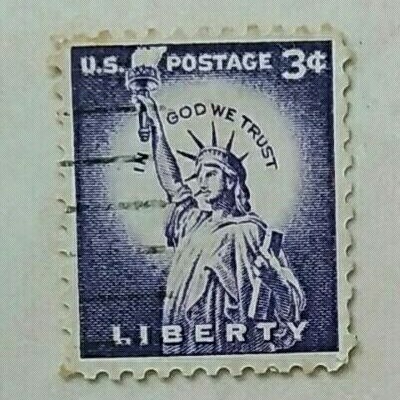 U.S. POSTAGE 3¢
IN GOD WE TRUST
LIBERTY